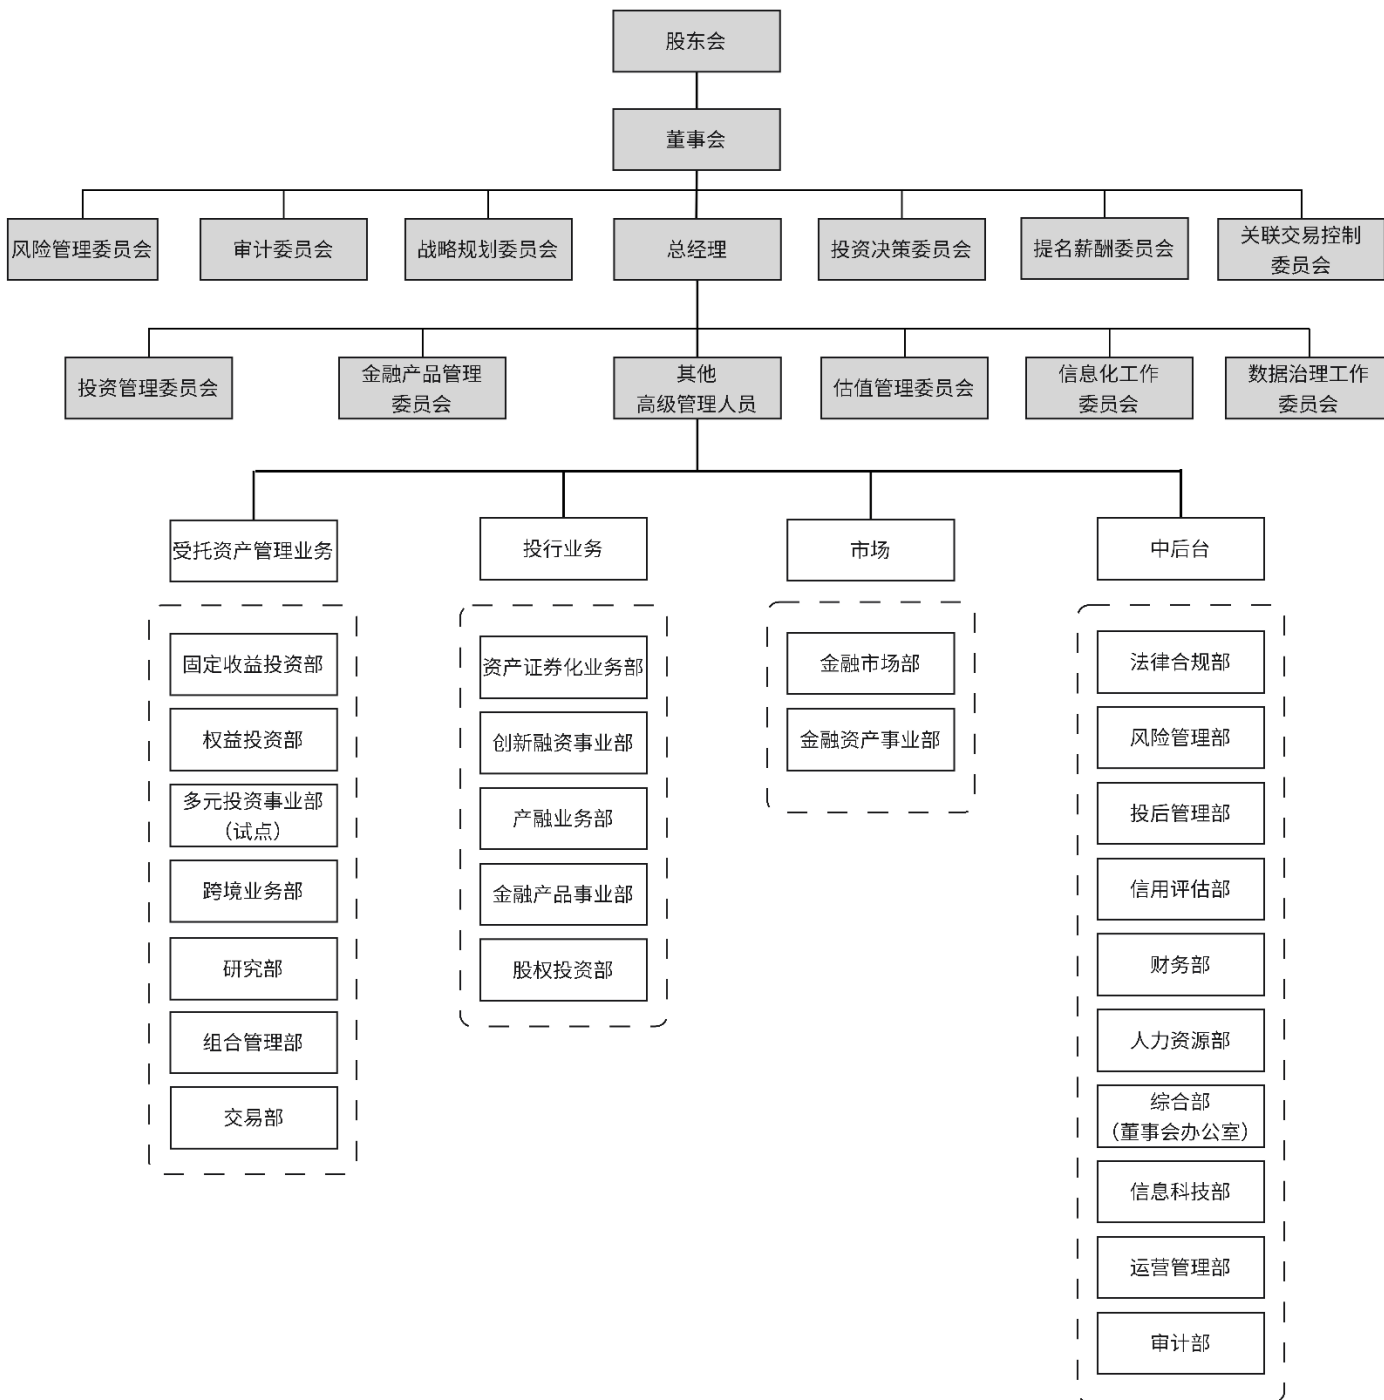 股东会
董事会
风险管理委员会
审计委员会
战略规划委员会
总经理
投资决策委员会
提名薪酬委员会
关联交易控制
委员会
投资管理委员会
金融产品管理
委员会
其他
高级管理人员
估值管理委员会
信息化工作
委员会
数据治理工作
委员会
受托资产管理业务
固定收益投资部
权益投资部
多元投资事业部
（试点）
跨境业务部
研究部
组合管理部
交易部
投行业务
资产证券化业务部
创新融资事业部
产融业务部
金融产品事业部
股权投资部
市场
金融市场部
金融资产事业部
中后台
法律合规部
风险管理部
投后管理部
信用评估部
财务部
人力资源部
综合部
（董事会办公室）
信息科技部
运营管理部
审计部